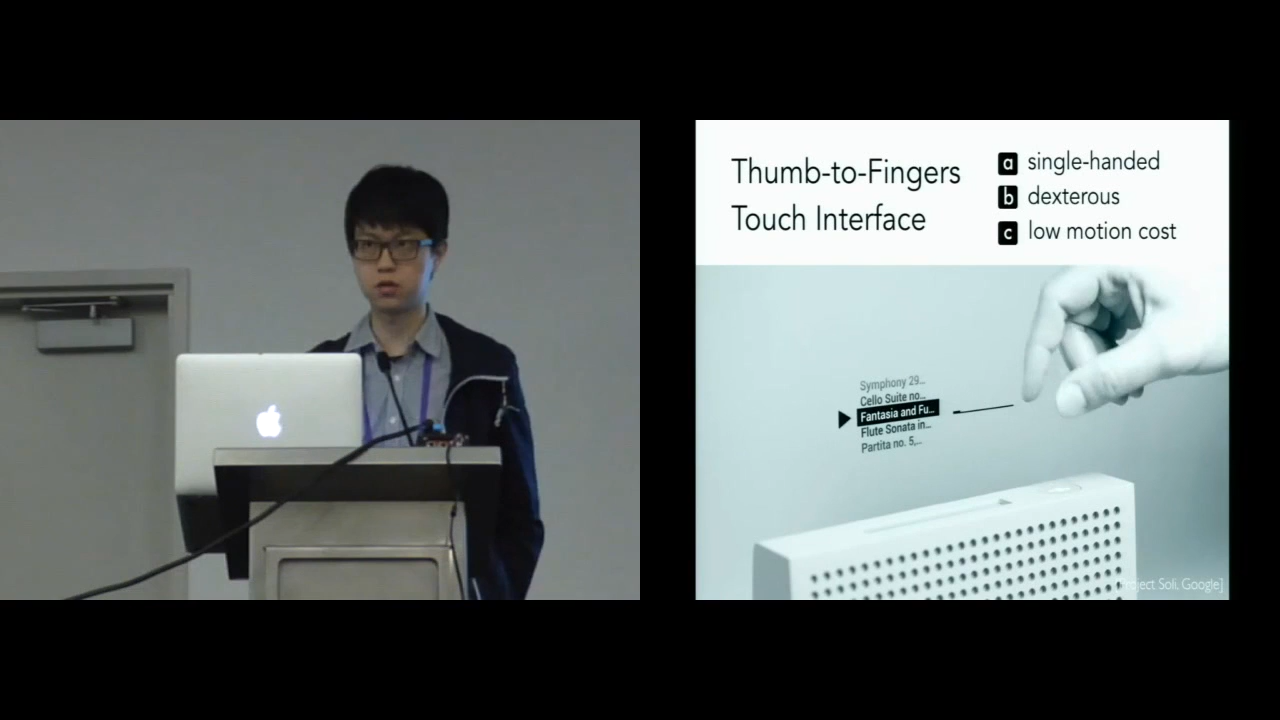 Thumb-to-Fingers
Touch Interface
a single-handed
b dexterous
c low motion cost
Symphony 29...
Cello Suite no...
Fantasia and Fu...
Flute Sonata in...
Partita no. 5,...
[Project Soli. Google]